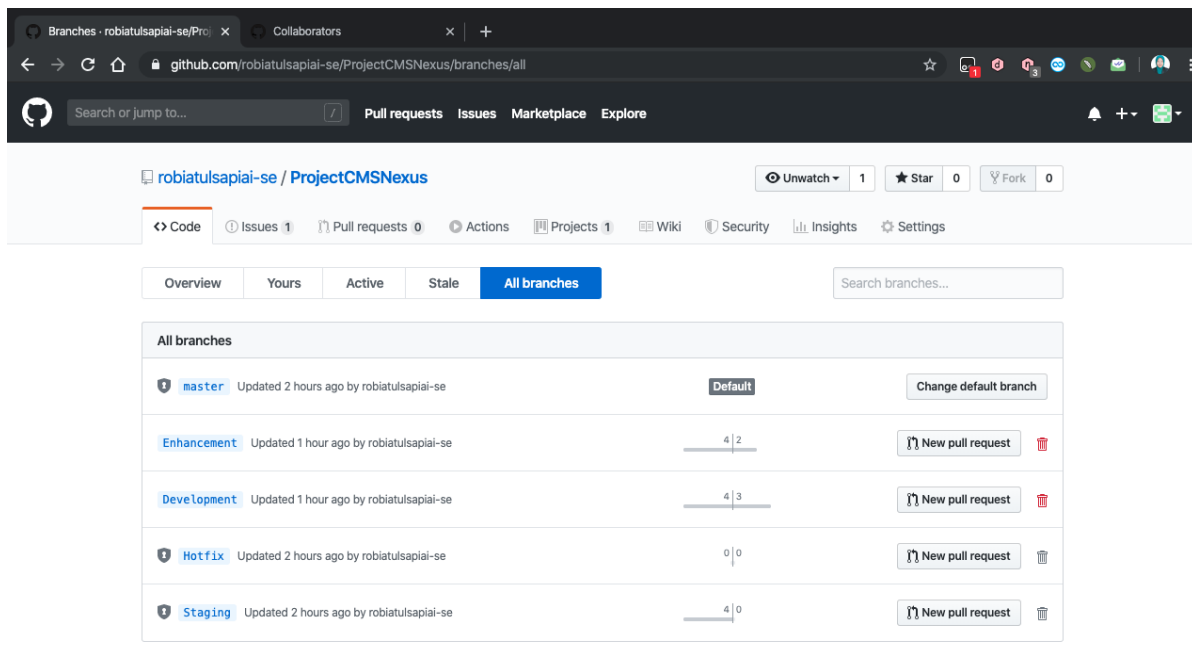 Branches · robiatulsapiai-se/Proj Collaborators
github.com/robiatulsapiai-se/ProjectCMSNexus/branches/all 1 3
Search or jump to... / Pull requests Issues Marketplace Explore
robiatulsapiai-se / ProjectCMSNexus Unwatch 1 Star 0 Fork 0
Code Issues 1 Pull requests 0 Actions Projects 1 Wiki Security Insights Settings
Overview Yours Active Stale All branches Search branches...
All branches
master Updated 2 hours ago by robiatulsapiai-se Default Change default branch
Enhancement Updated 1 hour ago by robiatulsapiai-se 4 2 New pull request
Development Updated 1 hour ago by robiatulsapiai-se 4 3 New pull request
Hotfix Updated 2 hours ago by robiatulsapiai-se 0 0 New pull request
Staging Updated 2 hours ago by robiatulsapiai-se 4 0 New pull request